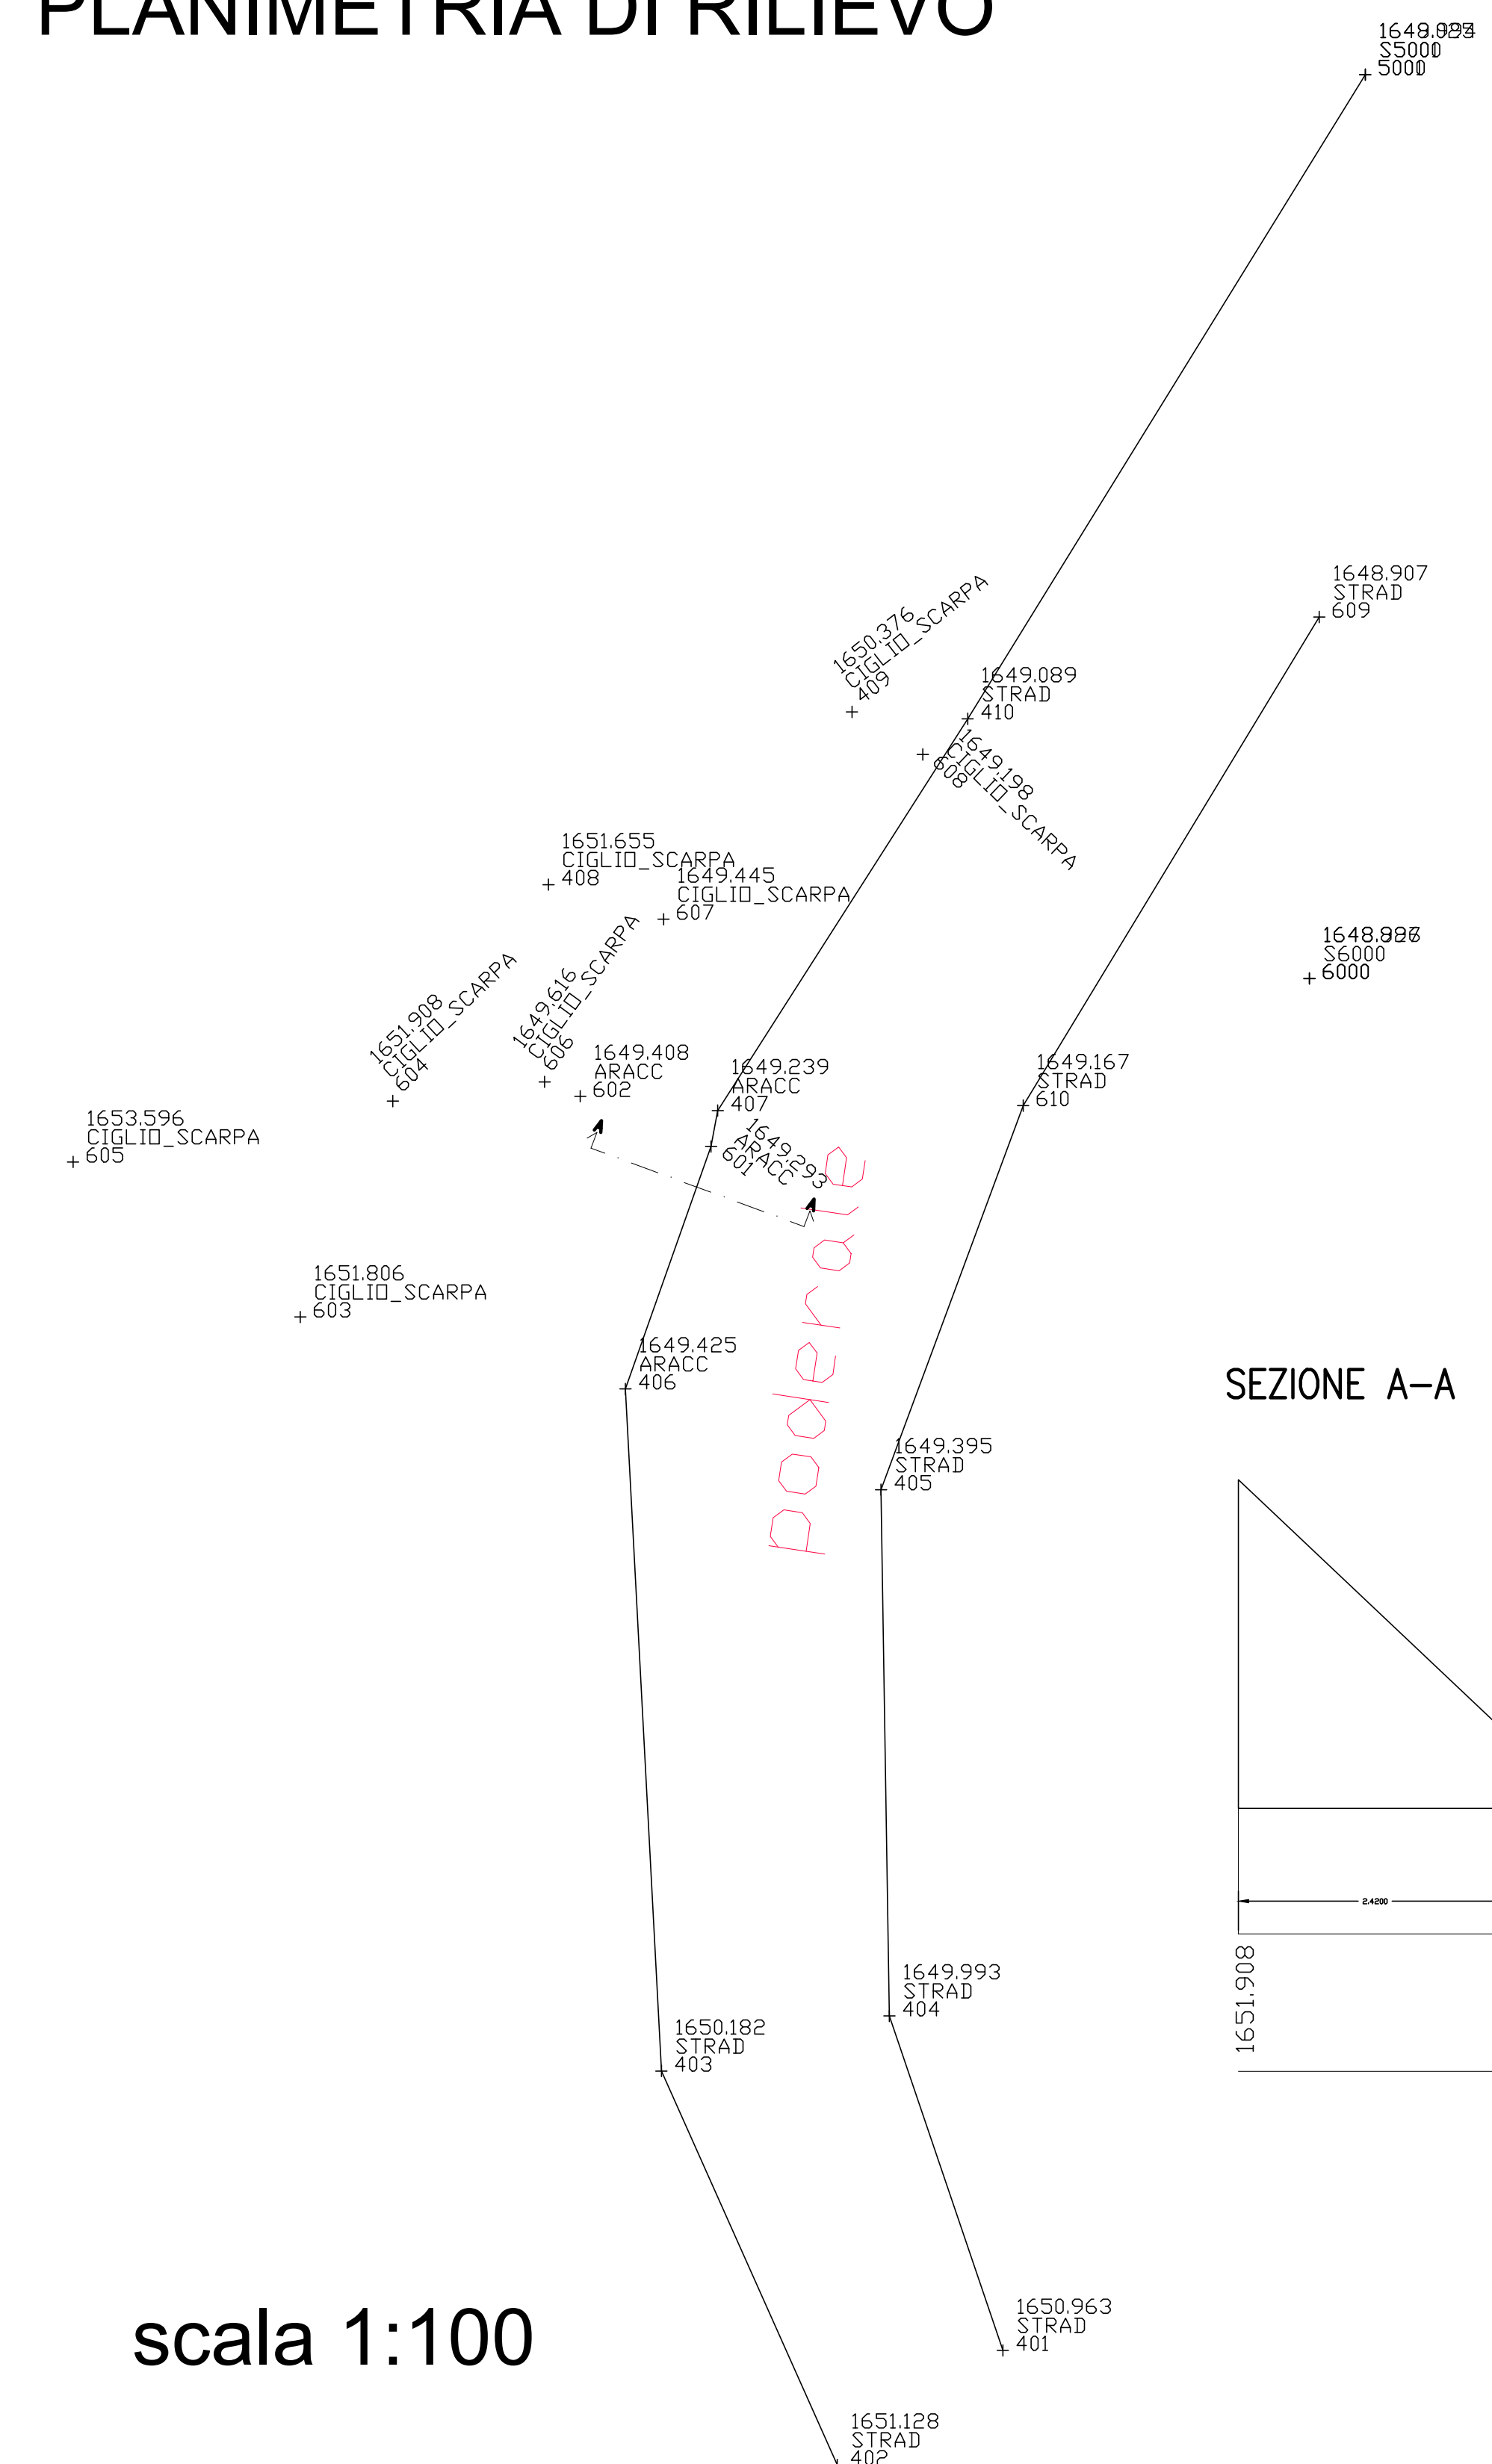 PLANIMETRIA DI RILIEVO
S5000
1648.907
STRAD
609
1650.376
CIGLIO_SCARPA
409
1649.089
STRAD
410
1649.198
CIGLIO_SCARPA
608
1651.655
CIGLIO_SCARPA
408
1649.445
CIGLIO_SCARPA
607
S6000
6000
1651.908
CIGLIO_SCARPA
604
1649.616
CIGLIO_SCARPA
606
1649.408
ARACC
602
1649.239
ARACC
407
1649.167
STRAD
610
1653.596
CIGLIO_SCARPA
605
1649.293
ARACC
601
A
A
poderale
1651.806
CIGLIO_SCARPA
603
1649.425
ARACC
406
SEZIONE A-A
1649.395
STRAD
405
2.4200
1651.908
1649.993
STRAD
404
1650.182
STRAD
403
1650.963
STRAD
401
scala 1:100
1651.128
STRAD
402